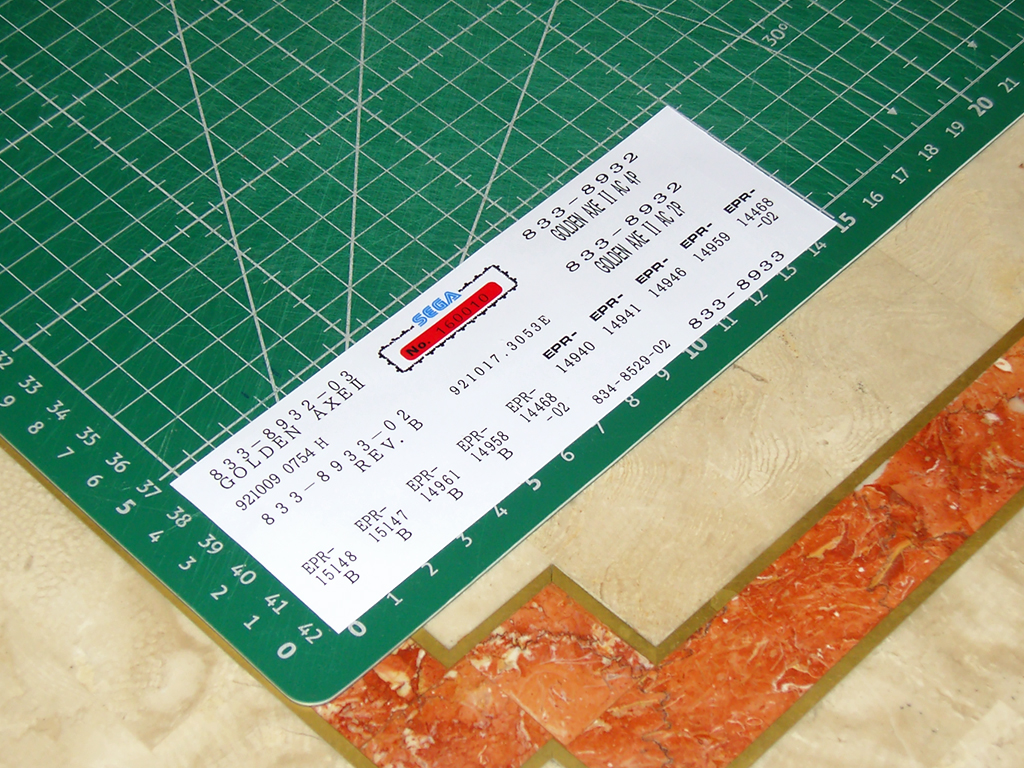 833-8932
GOLDEN AXE II AC 4P
833-8932
GOLDEN AXE II AC 2P
SEGA
No. 160010
833-8932-03
GOLDEN AXE II
921009 0754 H
833-8933-02
REV. B
921017.3053E
EPR-
15148
B
EPR-
15147
B
EPR-
14961
B
EPR-
14958
B
EPR-
14468
-02
EPR-
14940
EPR-
14941
EPR-
14946
EPR-
14959
EPR-
14468
-02
834-8529-02
833-8933
30°
0
1
2
3
4
5
6
7
8
9
10
11
12
13
14
15
16
17
18
19
20
21
32
33
34
35
36
37
38
39
40
41
42
9
8
7
6
5
4
3
2
1
0